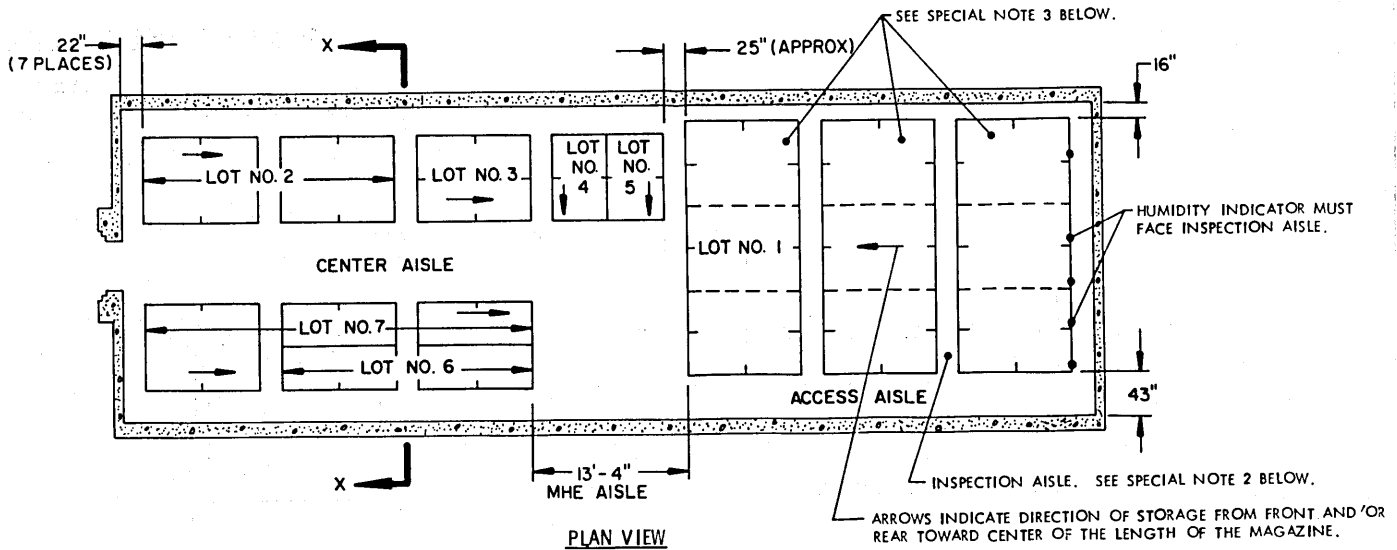 SEE SPECIAL NOTE 3 BELOW.
22"
(7 PLACES)
X
25" (APPROX)
16"
LOT NO. 2
LOT NO. 3
LOT
NO.
4
LOT
NO.
5
HUMIDITY INDICATOR MUST
FACE INSPECTION AISLE.
LOT NO. 1
CENTER AISLE
LOT NO. 7
LOT NO. 6
ACCESS AISLE
43"
13'-4"
MHE AISLE
X
INSPECTION AISLE. SEE SPECIAL NOTE 2 BELOW.
ARROWS INDICATE DIRECTION OF STORAGE FROM FRONT AND/OR
REAR TOWARD CENTER OF THE LENGTH OF THE MAGAZINE.
PLAN VIEW